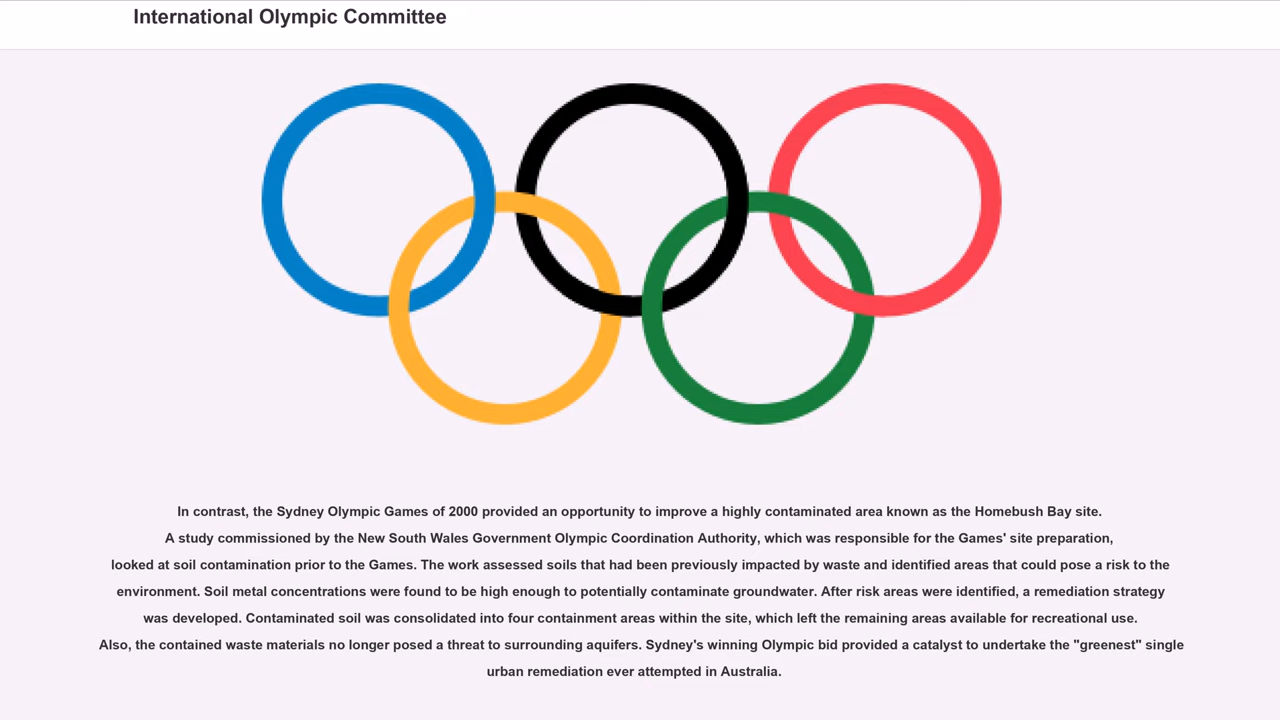 International Olympic Committee
In contrast, the Sydney Olympic Games of 2000 provided an opportunity to improve a highly contaminated area known as the Homebush Bay site.
A study commissioned by the New South Wales Government Olympic Coordination Authority, which was responsible for the Games' site preparation,
looked at soil contamination prior to the Games. The work assessed soils that had been previously impacted by waste and identified areas that could pose a risk to the
environment. Soil metal concentrations were found to be high enough to potentially contaminate groundwater. After risk areas were identified, a remediation strategy
was developed. Contaminated soil was consolidated into four containment areas within the site, which left the remaining areas available for recreational use.
Also, the contained waste materials no longer posed a threat to surrounding aquifers. Sydney's winning Olympic bid provided a catalyst to undertake the "greenest" single
urban remediation ever attempted in Australia.